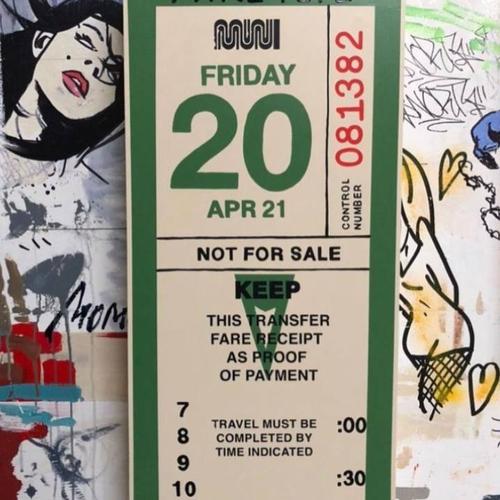 MUNI
FRIDAY
20
APR 21
081382
CONTROL
NUMBER
NOT FOR SALE
KEEP
THIS TRANSFER
FARE RECEIPT
AS PROOF
OF PAYMENT
7
8
9
10
TRAVEL MUST BE
COMPLETED BY
TIME INDICATED
:00
:30